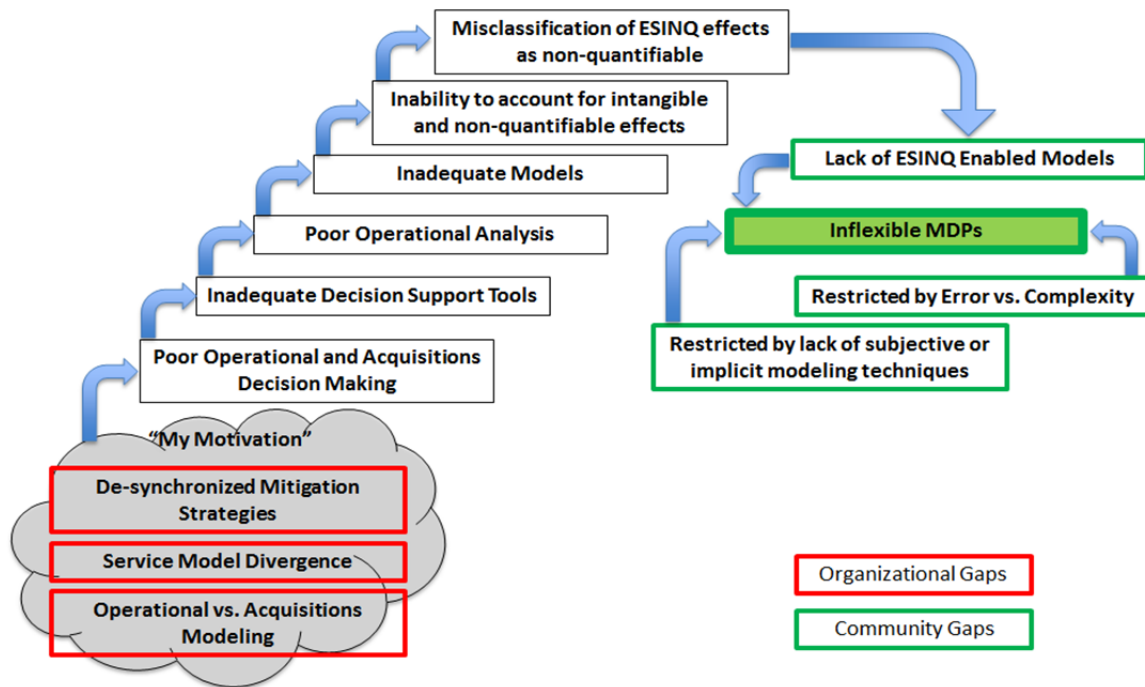 Misclassification of ESINQ effects
as non-quantifiable
Inability to account for intangible
and non-quantifiable effects
Inadequate Models
Poor Operational Analysis
Inadequate Decision Support Tools
Poor Operational and Acquisitions
Decision Making
“My Motivation”
De-synchronized Mitigation
Strategies
Service Model Divergence
Operational vs. Acquisitions
Modeling
Lack of ESINQ Enabled Models
Inflexible MDPs
Restricted by Error vs. Complexity
Restricted by lack of subjective or
implicit modeling techniques
Organizational Gaps
Community Gaps